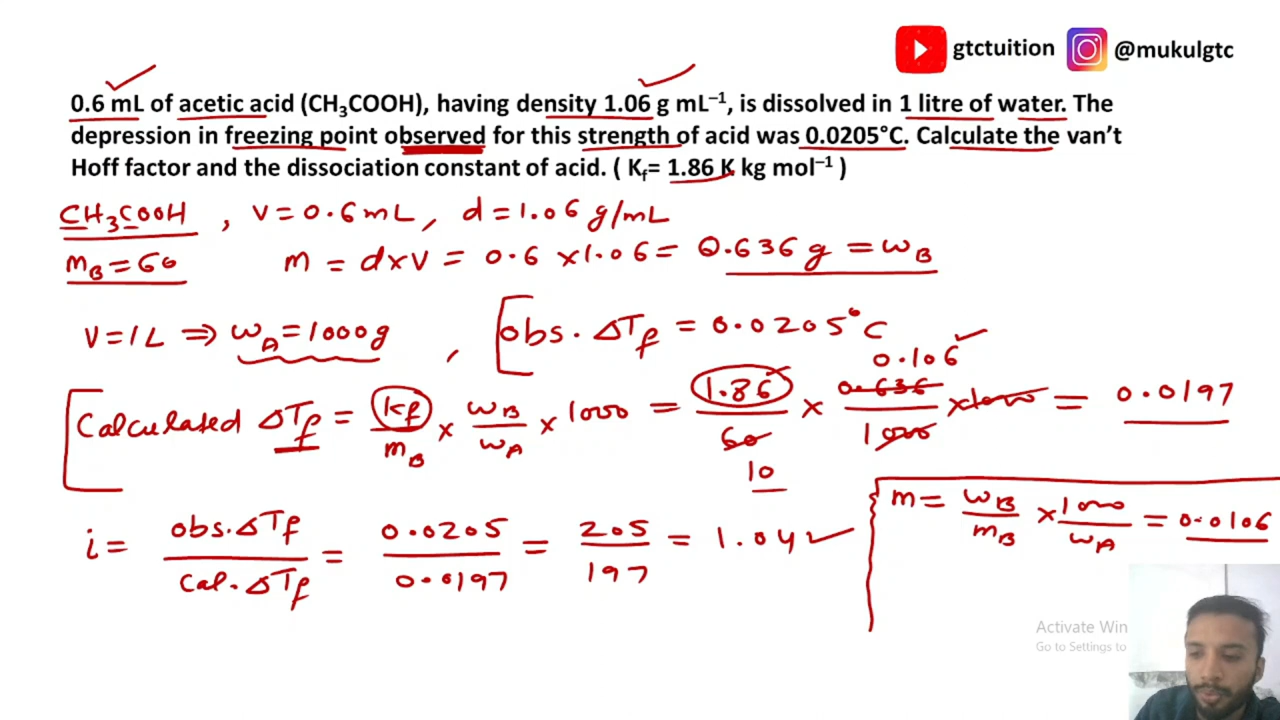 gtctuition @mukulgtc
0.6 mL of acetic acid (CH₃COOH), having density 1.06 g mL⁻¹, is dissolved in 1 litre of water. The
depression in freezing point observed for this strength of acid was 0.0205°C. Calculate the van’t
Hoff factor and the dissociation constant of acid. ( Kf= 1.86 K kg mol⁻¹ )
CH₃COOH , V = 0.6 mL, d = 1.06 g/mL
mB = 60 m = d×V = 0.6 ×1.06 = 0.636 g = wB
V = 1L ⇒ wA = 1000g , obs. ΔTf = 0.0205°C
0.106
Calculated ΔTf = kf/mB × wB/wA × 1000 = 1.86/60 × 0.636/1000 ×1000 = 0.0197
10
i = obs. ΔTf / Cal. ΔTf = 0.0205/0.0197 = 205/197 = 1.04
m = wB/mB × 1000/wA = 0.0106
Activate Win
Go to Settings to